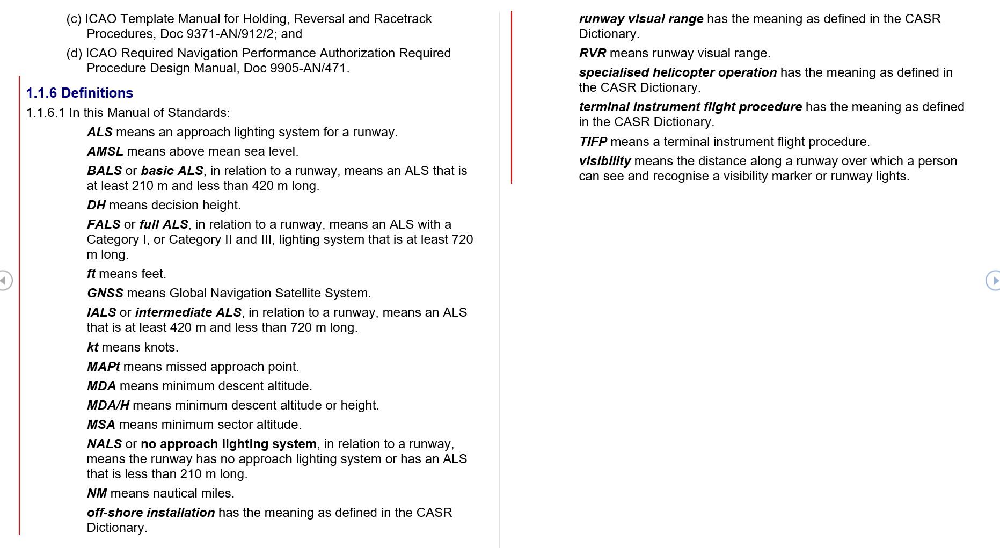 (c) ICAO Template Manual for Holding, Reversal and Racetrack
Procedures, Doc 9371-AN/912/2; and
(d) ICAO Required Navigation Performance Authorization Required
Procedure Design Manual, Doc 9905-AN/471.
1.1.6 Definitions
1.1.6.1 In this Manual of Standards:
ALS means an approach lighting system for a runway.
AMSL means above mean sea level.
BALS or basic ALS, in relation to a runway, means an ALS that is
at least 210 m and less than 420 m long.
DH means decision height.
FALS or full ALS, in relation to a runway, means an ALS with a
Category I, or Category II and III, lighting system that is at least 720
m long.
ft means feet.
GNSS means Global Navigation Satellite System.
IALS or intermediate ALS, in relation to a runway, means an ALS
that is at least 420 m and less than 720 m long.
kt means knots.
MAPt means missed approach point.
MDA means minimum descent altitude.
MDA/H means minimum descent altitude or height.
MSA means minimum sector altitude.
NALS or no approach lighting system, in relation to a runway,
means the runway has no approach lighting system or has an ALS
that is less than 210 m long.
NM means nautical miles.
off-shore installation has the meaning as defined in the CASR
Dictionary.
runway visual range has the meaning as defined in the CASR
Dictionary.
RVR means runway visual range.
specialised helicopter operation has the meaning as defined in
the CASR Dictionary.
terminal instrument flight procedure has the meaning as defined
in the CASR Dictionary.
TIFP means a terminal instrument flight procedure.
visibility means the distance along a runway over which a person
can see and recognise a visibility marker or runway lights.